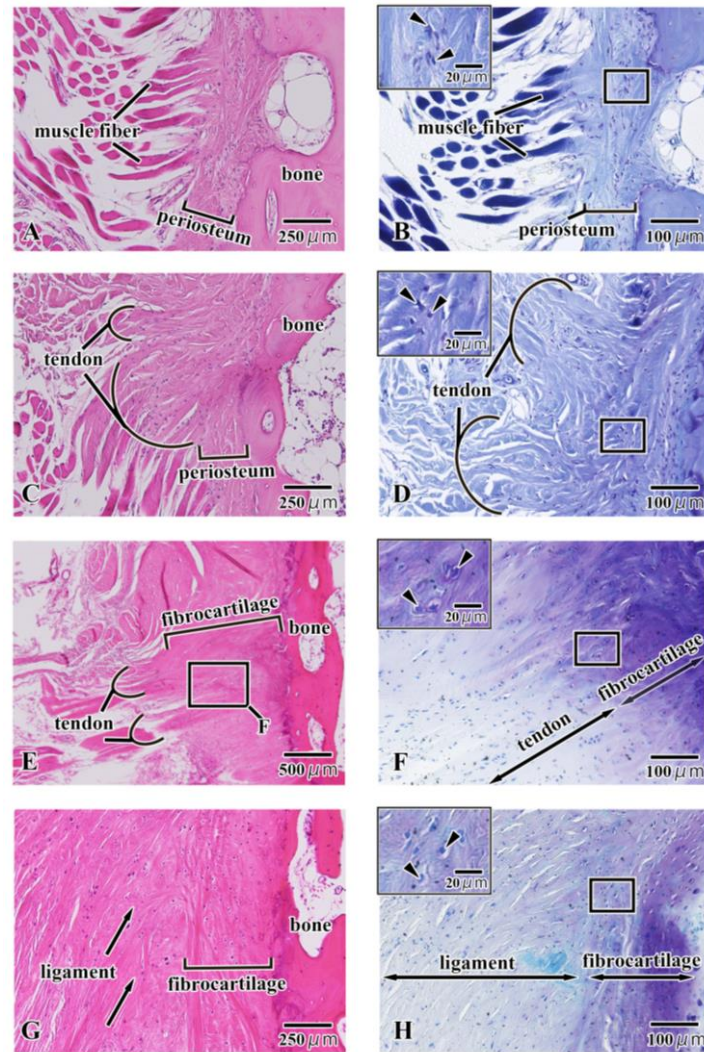 muscle fiber
bone
periosteum
A
250 μm
20 μm
muscle fiber
periosteum
B
100 μm
bone
tendon
periosteum
C
250 μm
20 μm
tendon
D
100 μm
fibrocartilage
bone
tendon
F
E
500 μm
20 μm
fibrocartilage
tendon
F
100 μm
bone
ligament
fibrocartilage
G
250 μm
20 μm
ligament
fibrocartilage
H
100 μm